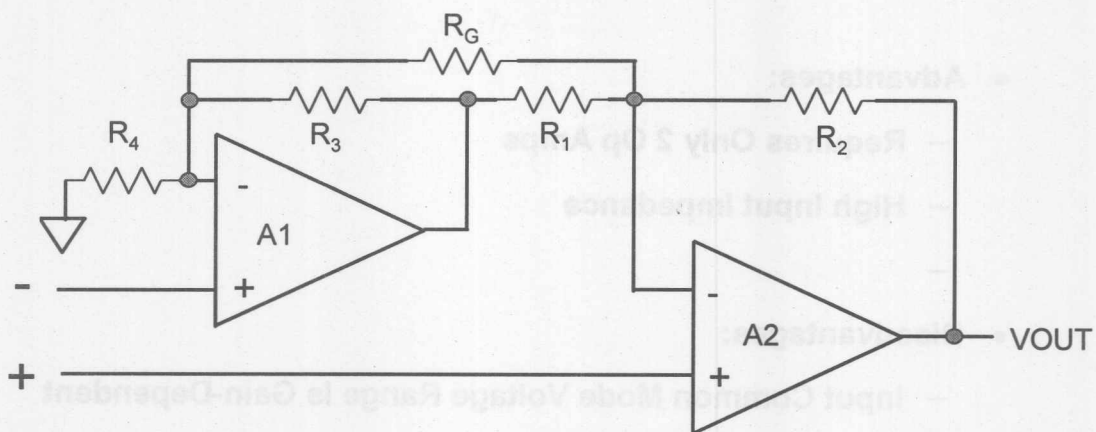 R_G
• Advantages:
R_3
R_1
R_2
– Requires Only 2 Op Amps
R_4
– High Input Impedance
-
A1
-
+
-
A2
• Disadvantages:
VOUT
+
+
– Input Common Mode Voltage Range Is Gain-Dependent